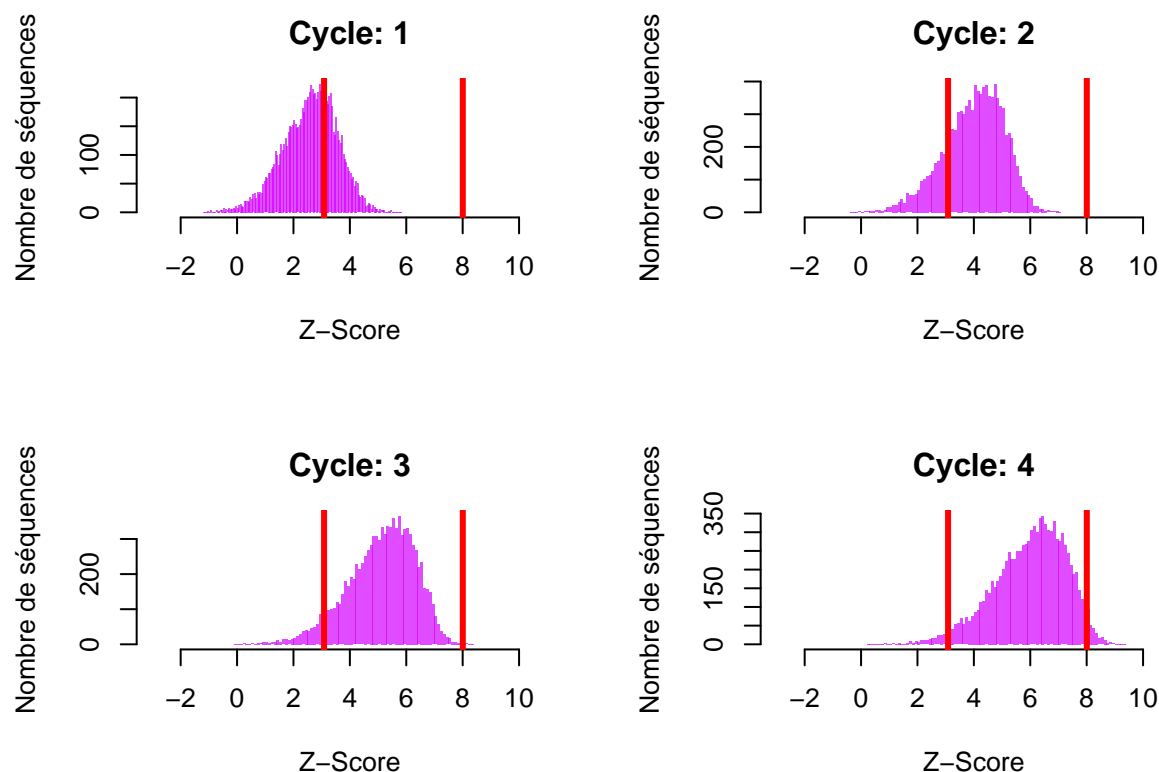 Cycle: 1
Nombre de séquences
0 100
−2 0 2 4 6 8 10
Z−Score
Cycle: 2
Nombre de séquences
0 200
−2 0 2 4 6 8 10
Z−Score
Cycle: 3
Nombre de séquences
0 200
−2 0 2 4 6 8 10
Z−Score
Cycle: 4
Nombre de séquences
0 150 350
−2 0 2 4 6 8 10
Z−Score